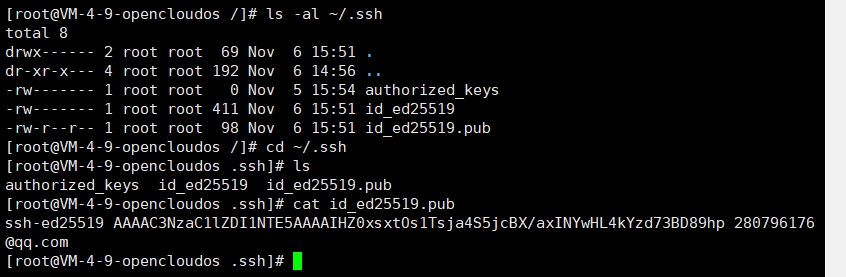 [root@VM-4-9-opencloudos /]# ls -al ~/.ssh
total 8
drwx------ 2 root root  69 Nov  6 15:51 .
dr-xr-x--- 4 root root 192 Nov  6 14:56 ..
-rw------- 1 root root   0 Nov  5 15:54 authorized_keys
-rw------- 1 root root 411 Nov  6 15:51 id_ed25519
-rw-r--r-- 1 root root  98 Nov  6 15:51 id_ed25519.pub
[root@VM-4-9-opencloudos /]# cd ~/.ssh
[root@VM-4-9-opencloudos .ssh]# ls
authorized_keys  id_ed25519  id_ed25519.pub
[root@VM-4-9-opencloudos .ssh]# cat id_ed25519.pub
ssh-ed25519 AAAAC3NzaC1lZDI1NTE5AAAAIHZ0xsxtOs1Tsja4S5jcBX/axINYwHL4kYzd73BD89hp 280796176
@qq.com
[root@VM-4-9-opencloudos .ssh]#